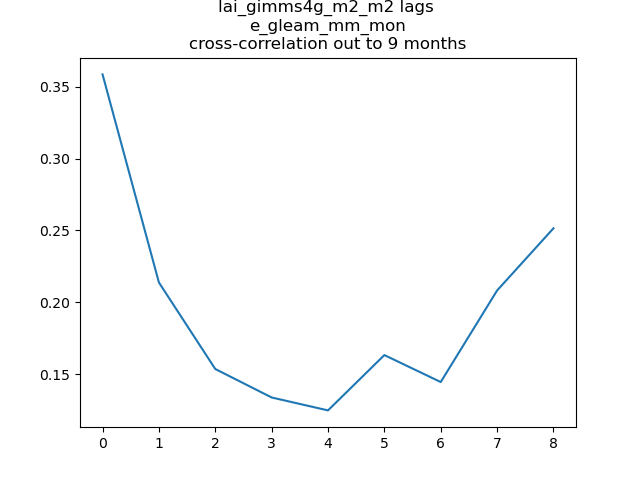 lai_gimms4g_m2_m2 lags
e_gleam_mm_mon
cross-correlation out to 9 months
0.35
0.30
0.25
0.20
0.15
0 1 2 3 4 5 6 7 8